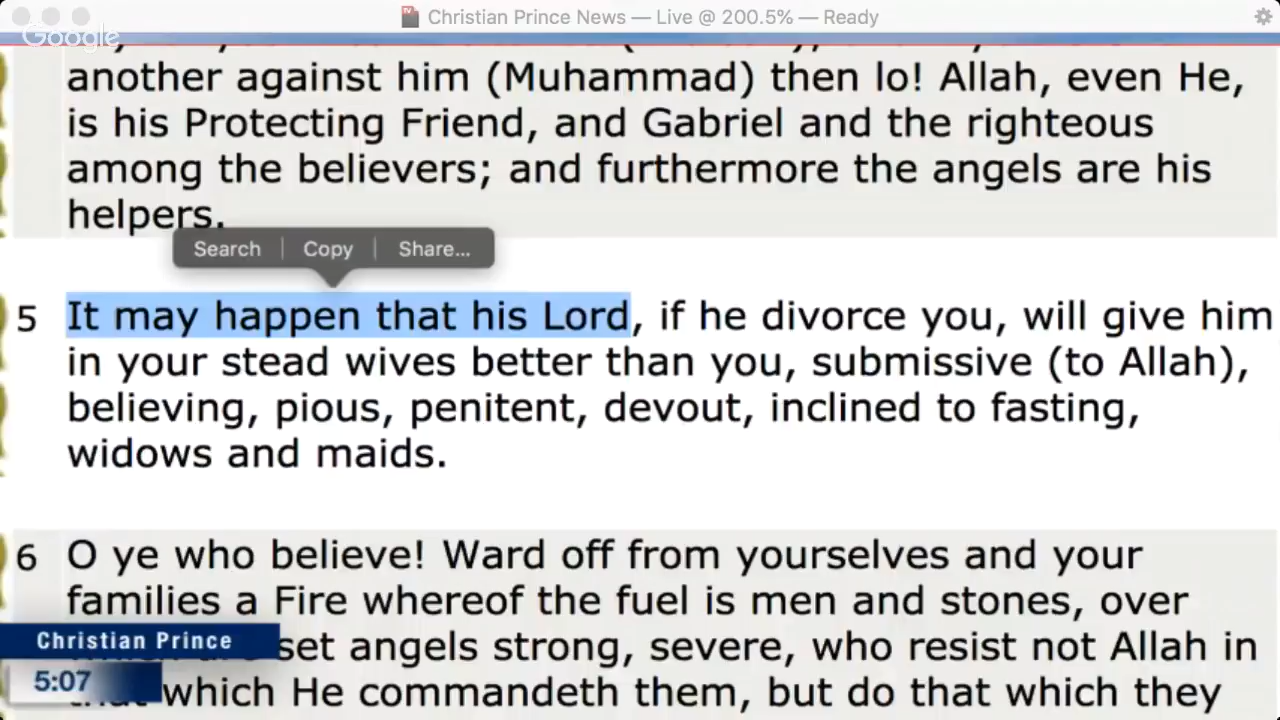 Christian Prince News — Live @ 200.5% — Ready
Google
another against him (Muhammad) then lo! Allah, even He,
is his Protecting Friend, and Gabriel and the righteous
among the believers; and furthermore the angels are his
helpers.
Search Copy Share...
5 It may happen that his Lord, if he divorce you, will give him
in your stead wives better than you, submissive (to Allah),
believing, pious, penitent, devout, inclined to fasting,
widows and maids.
6 O ye who believe! Ward off from yourselves and your
families a Fire whereof the fuel is men and stones, over
Christian Prince
set angels strong, severe, who resist not Allah in
5:07
which He commandeth them, but do that which they